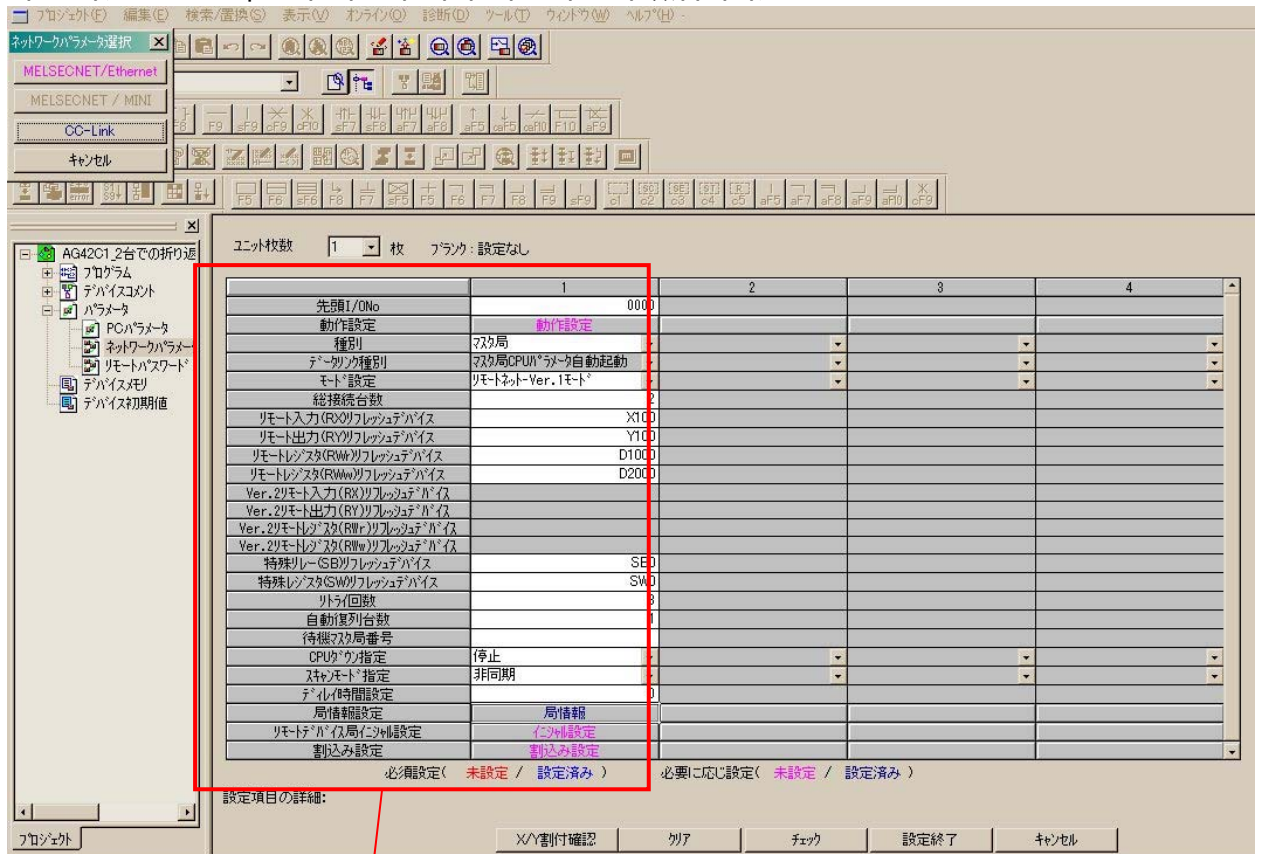 プロジェクト(F) 編集(E) 検索/置換(S) 表示(V) オンライン(O) 診断(D) ツール(T) ウィンドウ(W) ヘルプ(H)
ネットワークパラメータ選択
MELSECNET/Ethernet
MELSECNET / MINI
CC-Link
キャンセル
F9 sF9 cF9 cF10 sF7 sF8 aF7 aF8 aF5 caF5 caF10 F10 aF9
F5 F6 sF6 F8 F7 sF5 F5 F6 F7 F8 F9 sF9 c1 c2 c3 c4 c5 aF5 aF7 aF8 aF9 aF10 cF9
AG42C1_2台での折り返
プログラム
デバイスコメント
パラメータ
PCパラメータ
ネットワークパラメー
リモートパスワード
デバイスメモリ
デバイス初期値
プロジェクト
ユニット枚数 1 枚 ブランク:設定なし
1 2 3 4
先頭I/ONo 0000
動作設定 動作設定
種別 マスタ局
データリンク種別 マスタ局CPUパラメータ自動起動
モード設定 リモートネット-Ver.1モード
総接続台数 2
リモート入力(RX)リフレッシュデバイス X100
リモート出力(RY)リフレッシュデバイス Y100
リモートレジスタ(RWr)リフレッシュデバイス D1000
リモートレジスタ(RWw)リフレッシュデバイス D2000
Ver.2リモート入力(RX)リフレッシュデバイス
Ver.2リモート出力(RY)リフレッシュデバイス
Ver.2リモートレジスタ(RWr)リフレッシュデバイス
Ver.2リモートレジスタ(RWw)リフレッシュデバイス
特殊リレー(SB)リフレッシュデバイス SB0
特殊レジスタ(SW)リフレッシュデバイス SW0
リトライ回数 3
自動復列台数 1
待機マスタ局番号
CPUダウン指定 停止
スキャンモード指定 非同期
ディレイ時間設定 0
局情報設定 局情報
リモートデバイス局イニシャル設定 イニシャル設定
割込み設定 割込み設定
必須設定( 未設定 / 設定済み ) 必要に応じ設定( 未設定 / 設定済み )
設定項目の詳細:
X/Y割付確認 クリア チェック 設定終了 キャンセル